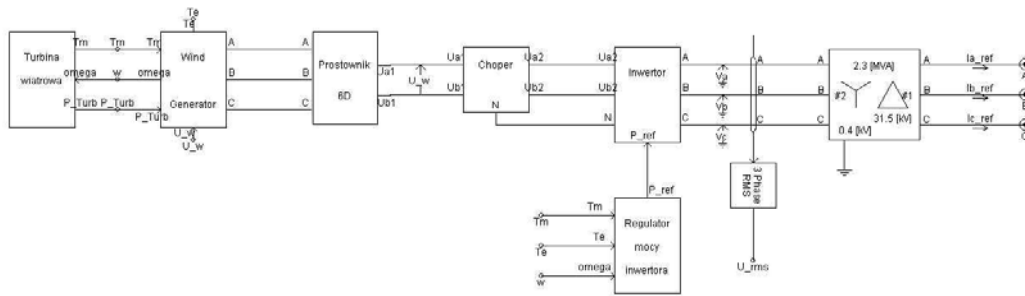 Te
Te
Turbina
wiatrowa
Tm
Tm
Tm
omega
w
omega
P_Turb
P_Turb
P_Turb
Wind
Generator
U_w
U_w
A
A
B
B
C
C
Prostownik
6D
Ua1
Ub1
U_w
Ua1
Ub1
Choper
N
Ua2
Ub2
Ua2
Ub2
N
Inwertor
P_ref
P_ref
A
B
C
Va
Vb
Vc
A
B
C
3 Phase
RMS
U_rms
A
B
C
2.3 [MVA]
#2
#1
0.4 [kV]
31.5 [kV]
A
B
C
Ia_ref
Ib_ref
Ic_ref
Tm
Tm
Te
Te
omega
w
Regulator
mocy
inwertora